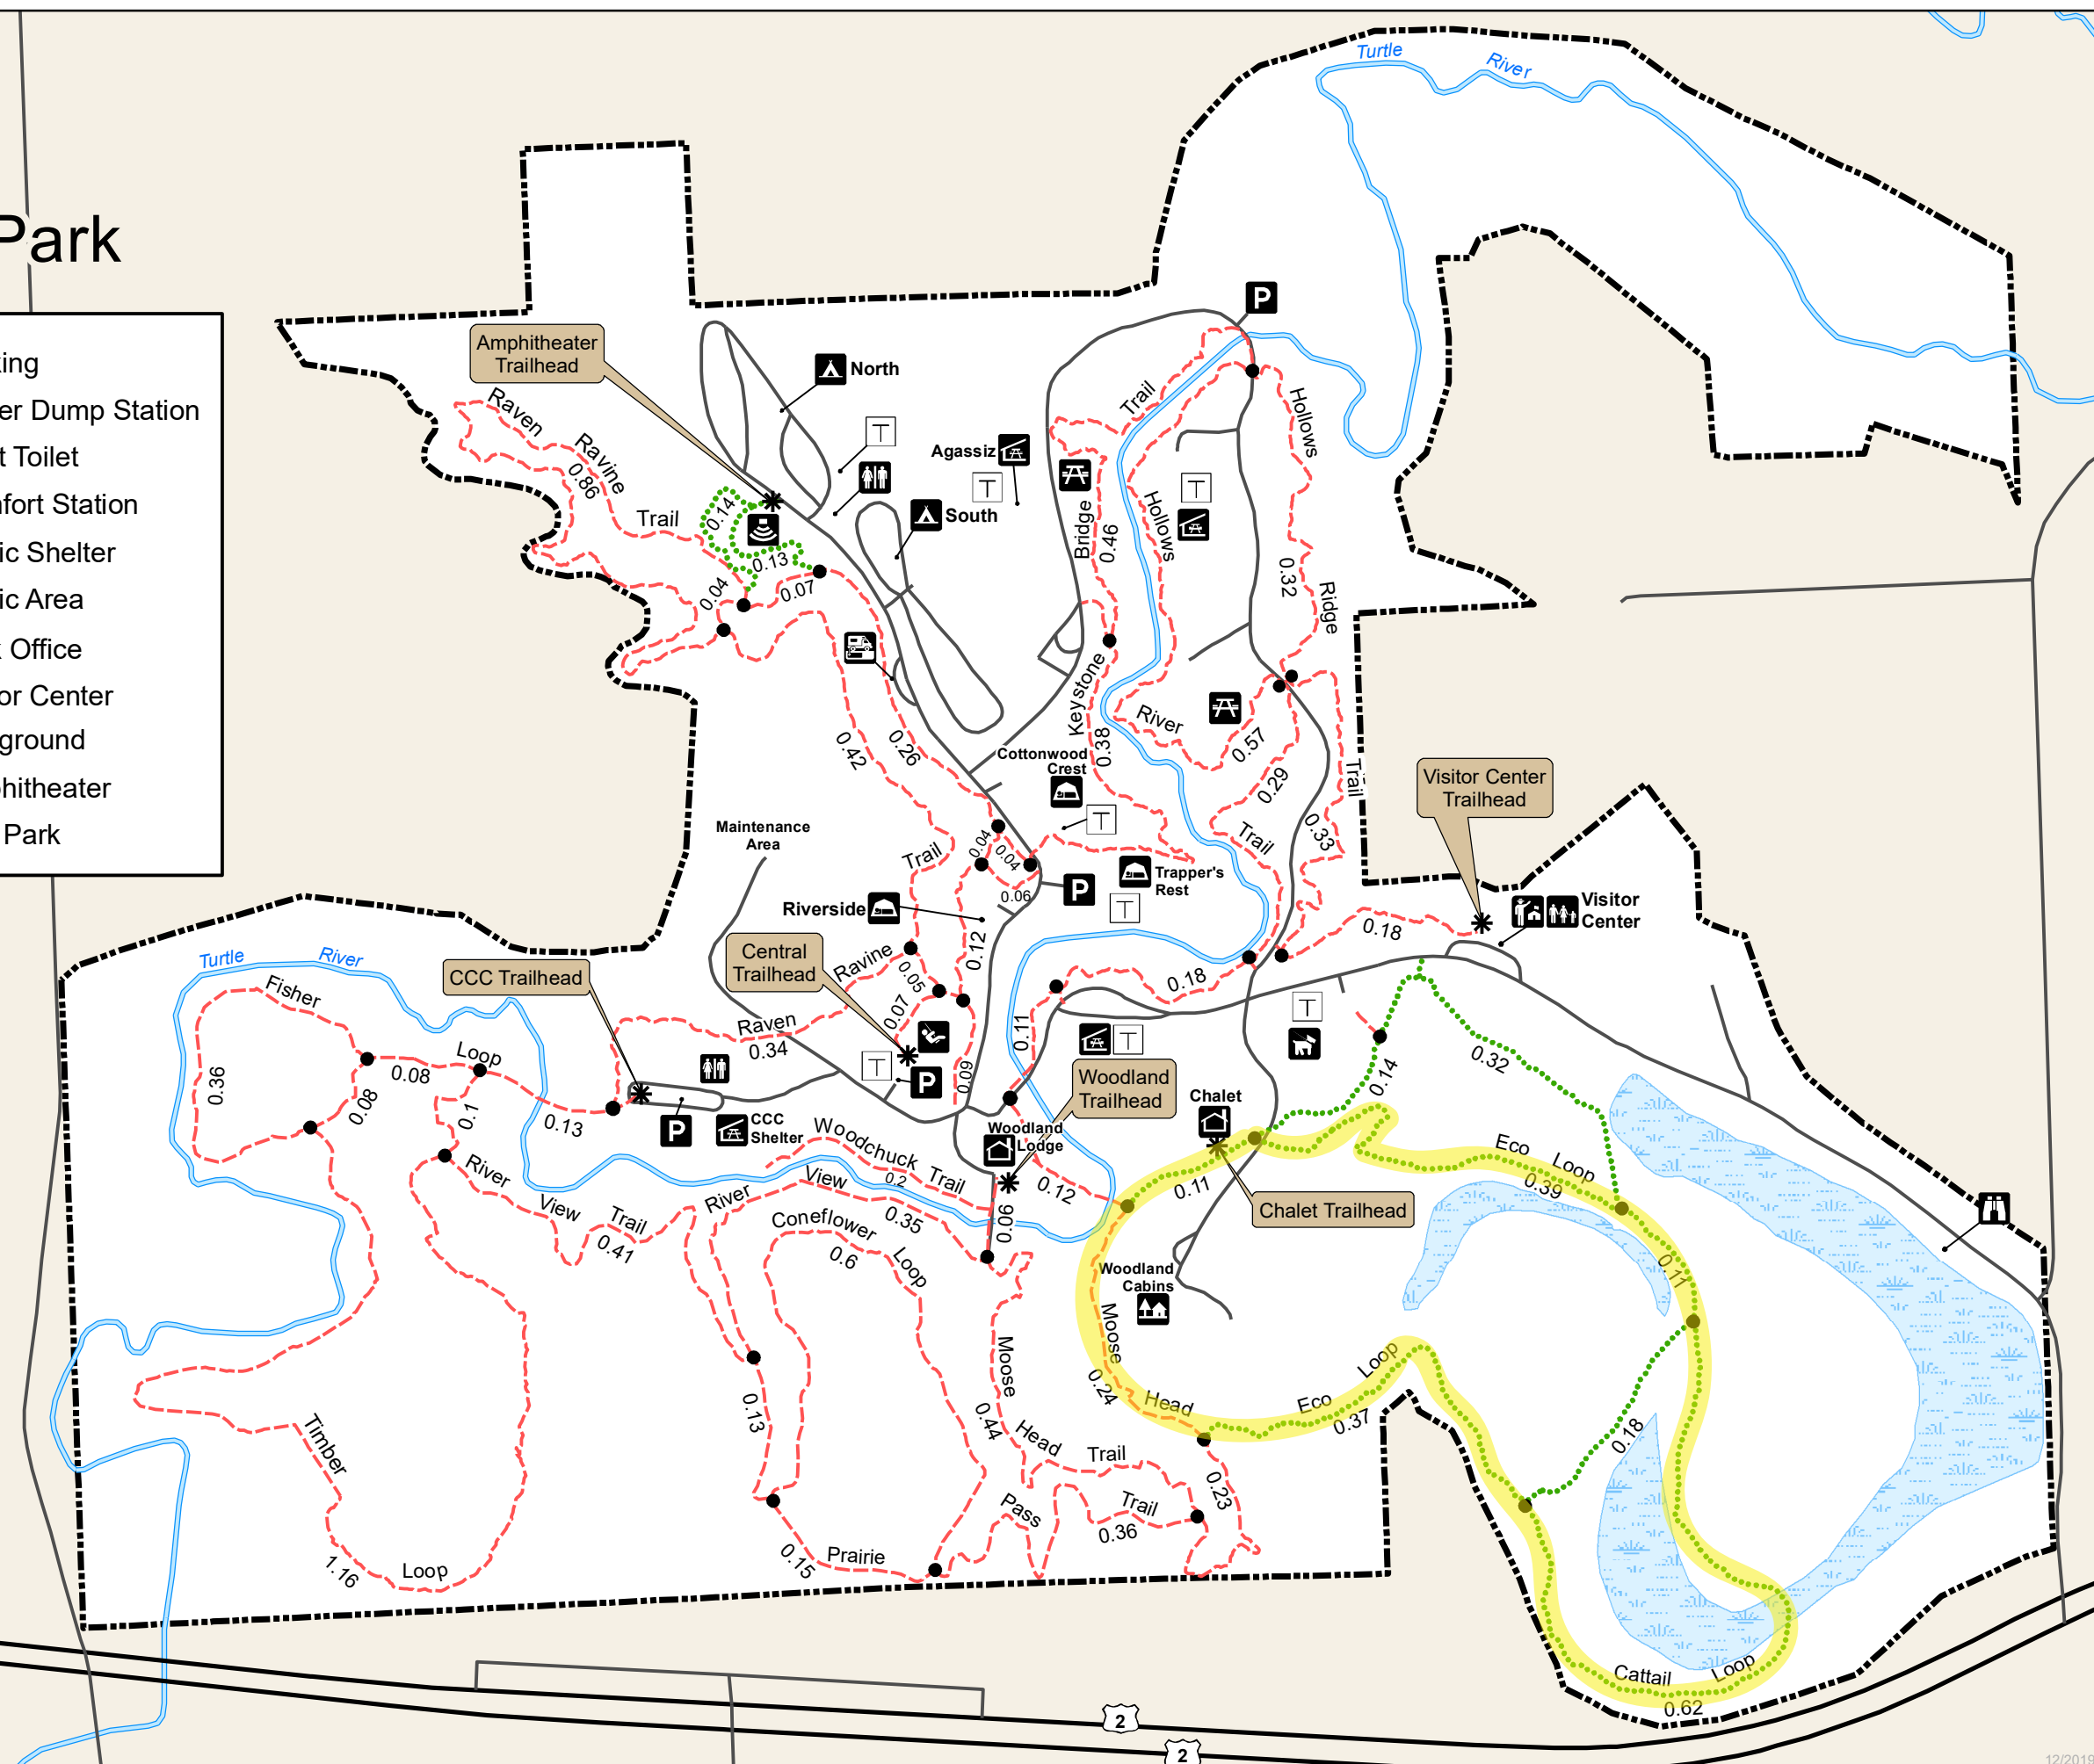 Turtle
River
Park
Amphitheater
Trailhead
P
North
Raven
Ravine
0.86
Trail
0.14
0.13
0.04
0.07
Agassiz
South
Trail
Bridge
0.46
Hollows
Hollows
0.32
Ridge
Trail
0.33
king
er Dump Station
t Toilet
nfort Station
ic Shelter
ic Area
k Office
or Center
ground
phitheater
Park
0.42
0.26
Keystone
0.38
River
0.57
0.29
Trail
Cottonwood
Crest
Visitor Center
Trailhead
Maintenance
Area
Trail
0.04
0.04
0.06
P
Trapper's
Rest
Riverside
0.12
Visitor
Center
0.18
Central
Trailhead
Ravine
0.05
0.07
Turtle
River
CCC Trailhead
Fisher
Raven
0.34
0.18
0.11
0.09
P
0.36
0.08
Loop
0.08
0.1
0.13
P
CCC
Shelter
Woodland
Trailhead
Chalet
0.14
0.32
Woodland
Lodge
Woodchuck
0.2
Trail
0.12
0.11
Chalet Trailhead
Eco
Loop
0.39
0.11
River
View
Trail
0.41
River
View
0.35
0.06
Coneflower
0.6
Loop
Woodland
Cabins
Moose
0.24
Head
Eco
Loop
0.37
0.18
Moose
0.44
Head
Trail
0.23
0.13
Timber
1.16
Loop
0.15
Prairie
Pass
Trail
0.36
Cattail
Loop
0.62
2
2
12/2019